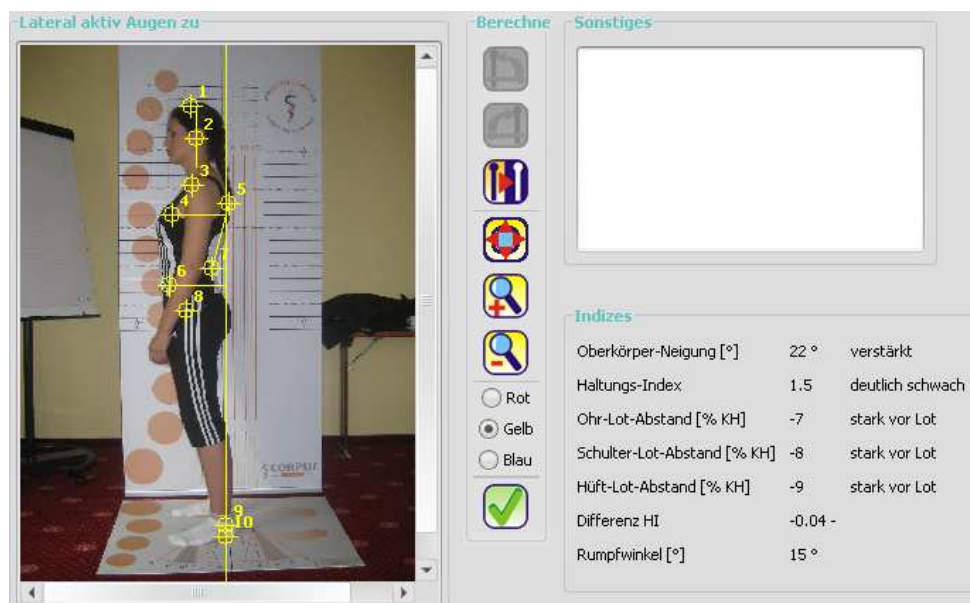 Lateral aktiv Augen zu
1
2
3
4
5
6
7
8
9
10
Berechne
Rot
Gelb
Blau
Sonstiges
Indizes
Oberkörper-Neigung [°] 22 ° verstärkt
Haltungs-Index 1.5 deutlich schwach
Ohr-Lot-Abstand [% KH] -7 stark vor Lot
Schulter-Lot-Abstand [% KH] -8 stark vor Lot
Hüft-Lot-Abstand [% KH] -9 stark vor Lot
Differenz HI -0.04 -
Rumpfwinkel [°] 15 °